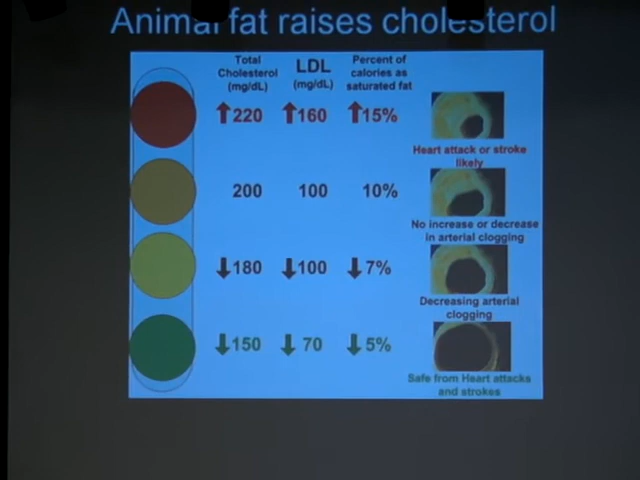 Animal fat raises cholesterol
Total Cholesterol (mg/dL)
LDL (mg/dL)
Percent of calories as saturated fat
↑220 ↑160 ↑15%
Heart attack or stroke
likely
200 100 10%
No increase or decrease
in arterial clogging
↓180 ↓100 ↓7%
Decreasing arterial
clogging
↓150 ↓70 ↓5%
Safe from Heart attacks
and strokes